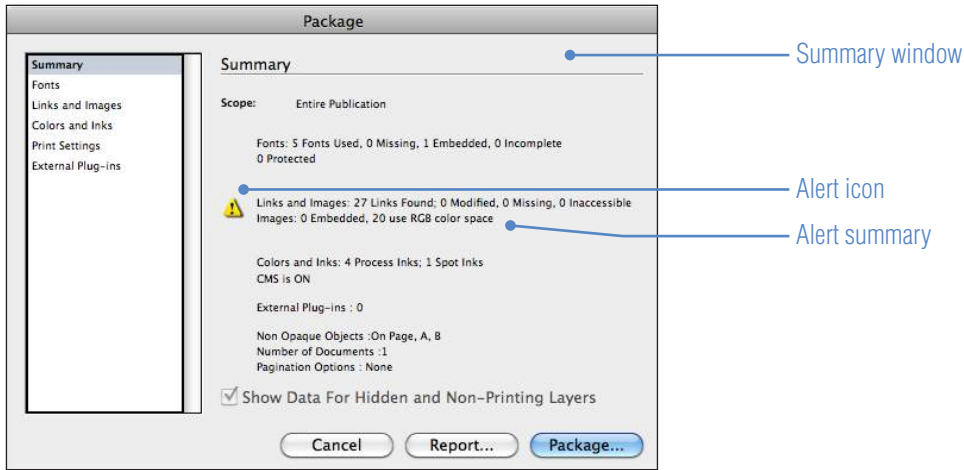 Package
Summary
Fonts
Links and Images
Colors and Inks
Print Settings
External Plug-ins
Summary
Scope: Entire Publication
Fonts: 5 Fonts Used, 0 Missing, 1 Embedded, 0 Incomplete
0 Protected
Links and Images: 27 Links Found; 0 Modified, 0 Missing, 0 Inaccessible
Images: 0 Embedded, 20 use RGB color space
Colors and Inks: 4 Process Inks; 1 Spot Inks
CMS is ON
External Plug-ins : 0
Non Opaque Objects :On Page, A, B
Number of Documents :1
Pagination Options : None
Show Data For Hidden and Non-Printing Layers
Cancel
Report...
Package...
Summary window
Alert icon
Alert summary